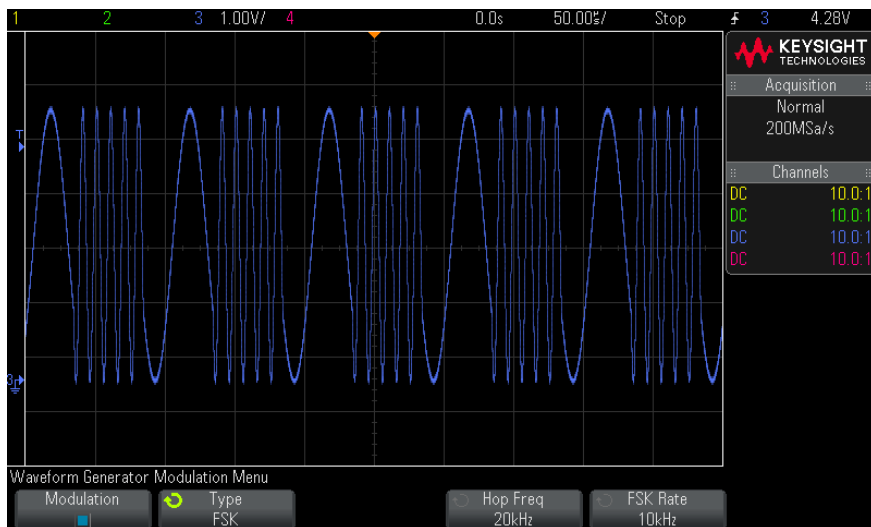 1 2 3 1.00V/ 4 0.0s 50.00㎲/ Stop 3 4.28V
KEYSIGHT
TECHNOLOGIES
Acquisition
Normal
200MSa/s
Channels
DC 10.0:1
DC 10.0:1
DC 10.0:1
DC 10.0:1
T
3
Waveform Generator Modulation Menu
Modulation
Type
FSK
Hop Freq
20kHz
FSK Rate
10kHz